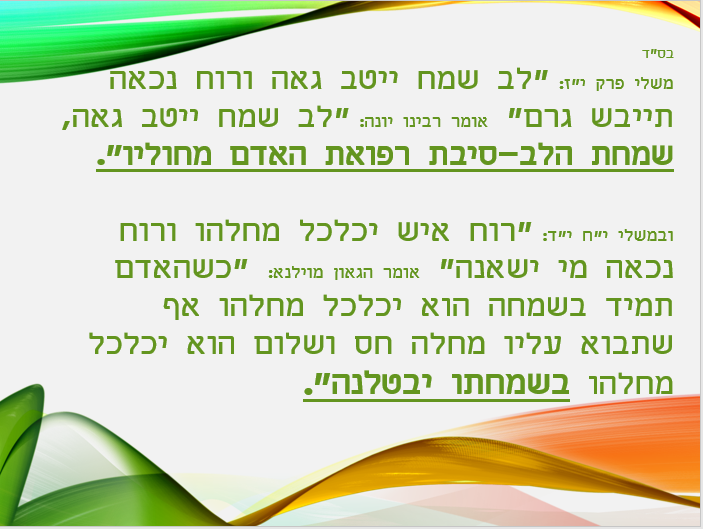 בס"ד
משלי פרק י"ז: "לב שמח ייטב גאה ורוח נכאה
תייבש גרם" אומר רבינו יונה: "לב שמח ייטב גאה,
שמחת הלב–סיבת רפואת האדם מחוליו".
ובמשלי י"ח י"ד: "רוח איש יכלכל מחלהו ורוח
נכאה מי ישאנה" אומר הגאון מוילנא: "כשהאדם
תמיד בשמחה הוא יכלכל מחלהו אף
שתבוא עליו מחלה חס ושלום הוא יכלכל
מחלהו בשמחתו יבטלנה".